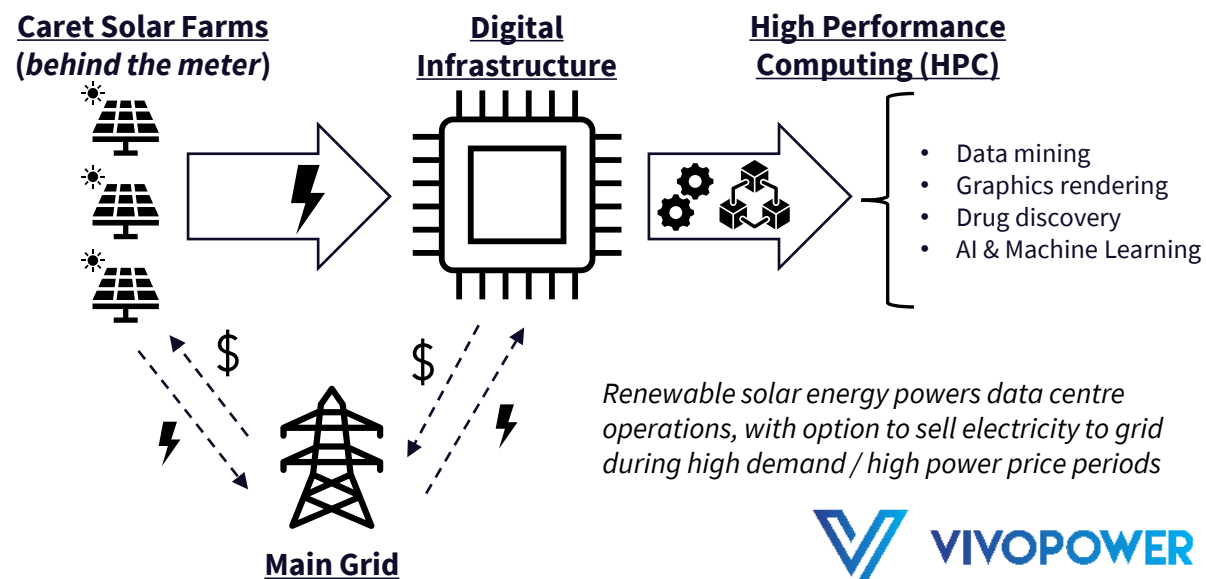 Caret Solar Farms
(behind the meter)
Digital
Infrastructure
High Performance
Computing (HPC)
• Data mining
• Graphics rendering
• Drug discovery
• AI & Machine Learning
$
$
Main Grid
Renewable solar energy powers data centre
operations, with option to sell electricity to grid
during high demand / high power price periods
VIVOPOWER